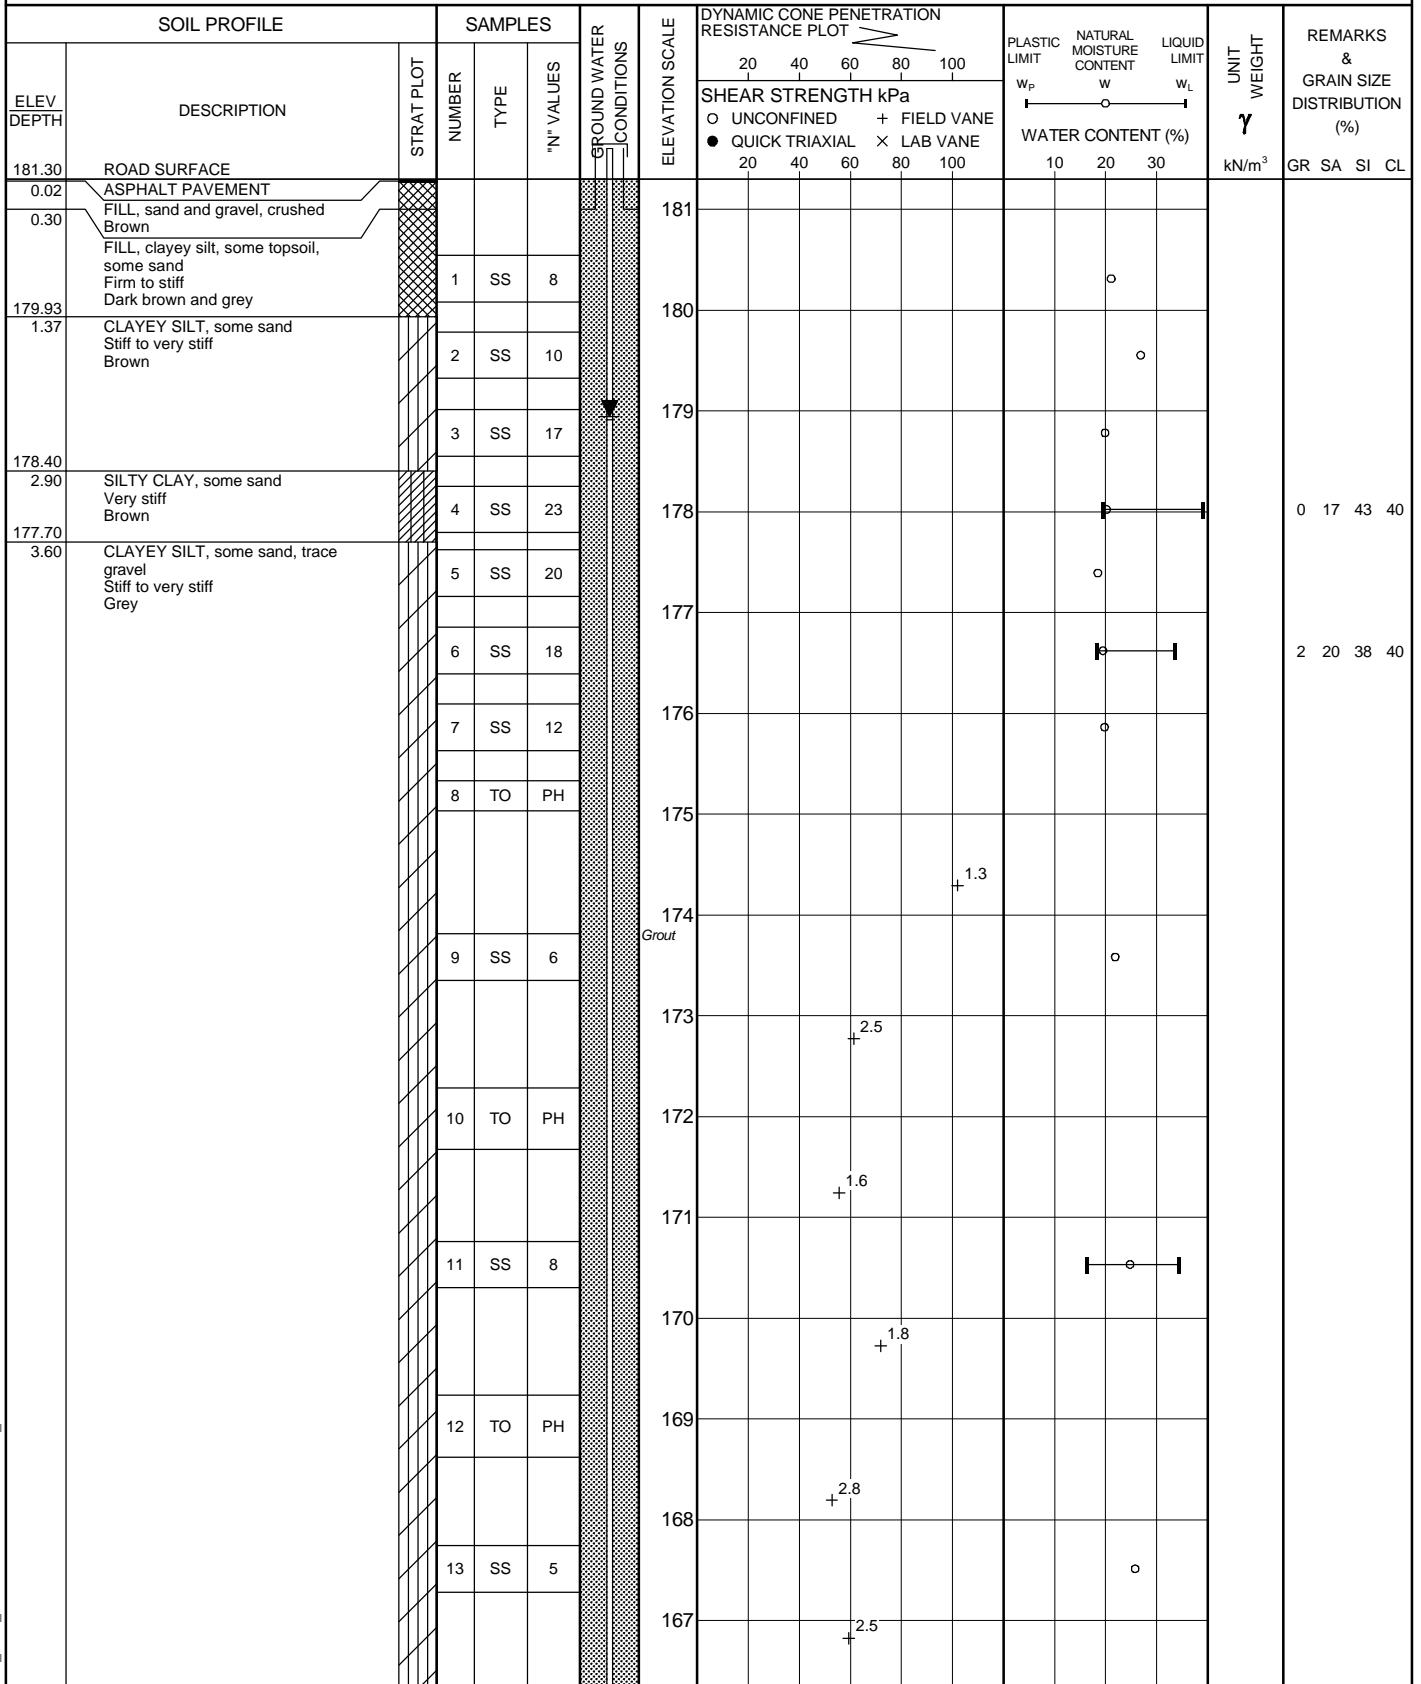 SOIL PROFILE
SAMPLES
GROUND WATER
CONDITIONS
ELEVATION SCALE
DYNAMIC CONE PENETRATION
RESISTANCE PLOT
20 40 60 80 100
SHEAR STRENGTH kPa
UNCONFINED + FIELD VANE
QUICK TRIAXIAL × LAB VANE
20 40 60 80 100
PLASTIC
LIMIT
NATURAL
MOISTURE
CONTENT
LIQUID
LIMIT
WP W WL
WATER CONTENT (%)
10 20 30
UNIT
WEIGHT
γ
kN/m³
REMARKS
&
GRAIN SIZE
DISTRIBUTION
(%)
GR SA SI CL
ELEV
DEPTH
DESCRIPTION
STRAT PLOT
NUMBER
TYPE
"N" VALUES
181.30 ROAD SURFACE
0.02 ASPHALT PAVEMENT
0.30 FILL, sand and gravel, crushed
Brown
FILL, clayey silt, some topsoil,
some sand
Firm to stiff
Dark brown and grey
179.93
1.37 CLAYEY SILT, some sand
Stiff to very stiff
Brown
178.40
2.90 SILTY CLAY, some sand
Very stiff
Brown
177.70
3.60 CLAYEY SILT, some sand, trace
gravel
Stiff to very stiff
Grey
1 SS 8
2 SS 10
3 SS 17
4 SS 23
5 SS 20
6 SS 18
7 SS 12
8 TO PH
9 SS 6
10 TO PH
11 SS 8
12 TO PH
13 SS 5
181
180
179
178
177
176
175
174
Grout
173
172
171
170
169
168
167
1.3
2.5
1.6
1.8
2.8
2.5
0 17 43 40
2 20 38 40